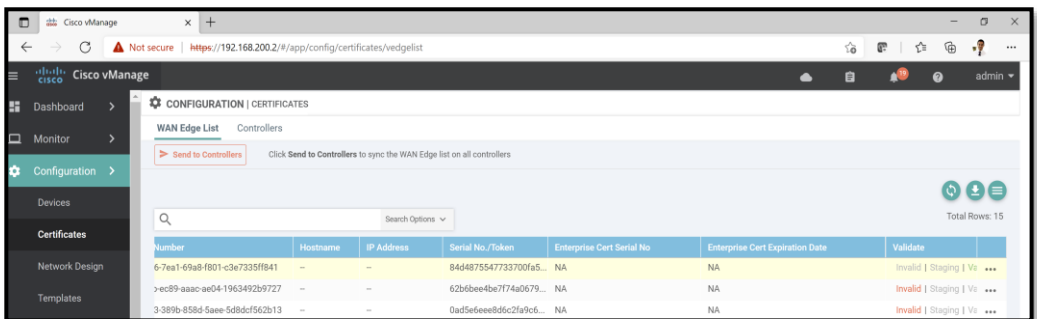 Cisco vManage
Not secure | https://192.168.200.2/#/app/config/certificates/vedgelist
cisco Cisco vManage 19 admin
Dashboard
CONFIGURATION | CERTIFICATES
WAN Edge List Controllers
Monitor
Send to Controllers Click Send to Controllers to sync the WAN Edge list on all controllers
Configuration
Devices
Search Options
Total Rows: 15
Certificates
Number Hostname IP Address Serial No./Token Enterprise Cert Serial No Enterprise Cert Expiration Date Validate
Network Design
6-7ea1-69a8-f801-c3e7335ff841 -- -- 84d4875547733700fa5... NA NA Invalid | Staging | Va
-ec89-aaac-ae04-1963492b9727 -- -- 62b6bee4be7f74a0679... NA NA Invalid | Staging | Va
Templates
3-389b-858d-5aee-5d8dcf562b13 -- -- 0ad5e6eee8d6c2fa9c6... NA NA Invalid | Staging | Va